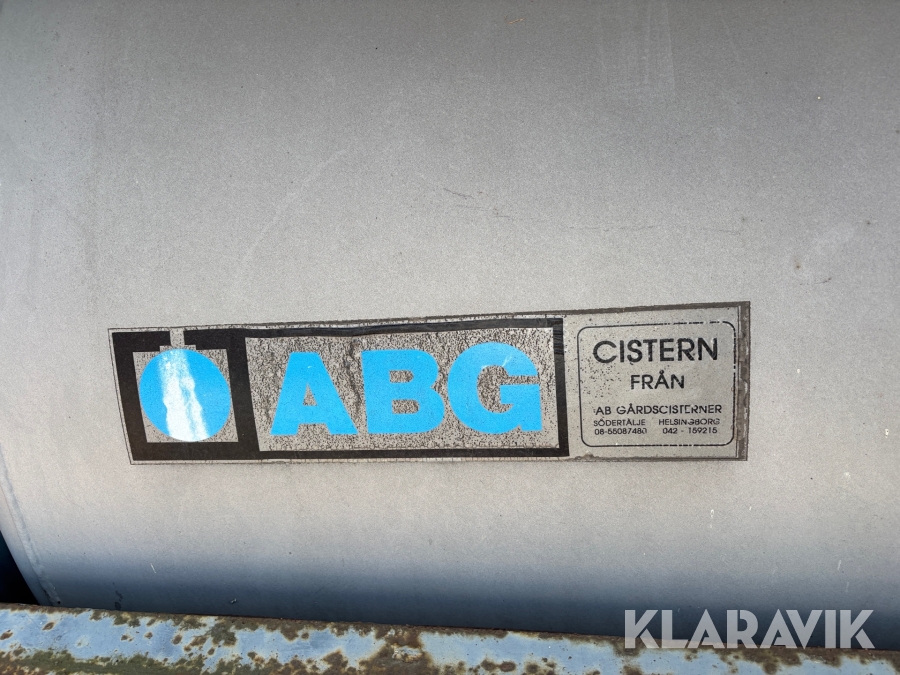 ABG
CISTERN
FRÅN
AB GÅRDSCISTERNER
SÖDERTÄLJE HELSINGBORG
08-55087480 042 - 159215
KLARAVIK